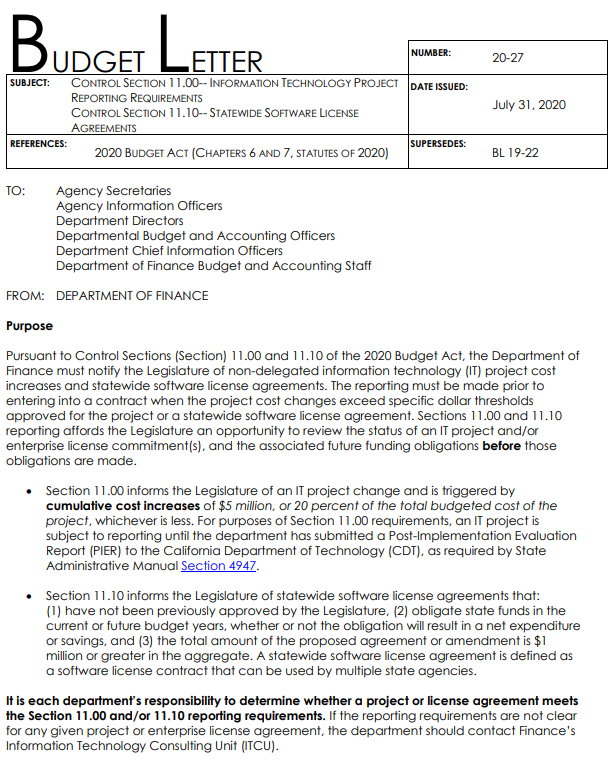 BUDGET LETTER
NUMBER: 20-27
SUBJECT: CONTROL SECTION 11.00-- INFORMATION TECHNOLOGY PROJECT
REPORTING REQUIREMENTS
CONTROL SECTION 11.10-- STATEWIDE SOFTWARE LICENSE
AGREEMENTS
DATE ISSUED:
July 31, 2020
REFERENCES:
2020 BUDGET ACT (CHAPTERS 6 AND 7, STATUTES OF 2020)
SUPERSEDES:
BL 19-22
TO: Agency Secretaries
Agency Information Officers
Department Directors
Departmental Budget and Accounting Officers
Department Chief Information Officers
Department of Finance Budget and Accounting Staff
FROM: DEPARTMENT OF FINANCE
Purpose
Pursuant to Control Sections (Section) 11.00 and 11.10 of the 2020 Budget Act, the Department of
Finance must notify the Legislature of non-delegated information technology (IT) project cost
increases and statewide software license agreements. The reporting must be made prior to
entering into a contract when the project cost changes exceed specific dollar thresholds
approved for the project or a statewide software license agreement. Sections 11.00 and 11.10
reporting affords the Legislature an opportunity to review the status of an IT project and/or
enterprise license commitment(s), and the associated future funding obligations before those
obligations are made.
• Section 11.00 informs the Legislature of an IT project change and is triggered by
cumulative cost increases of $5 million, or 20 percent of the total budgeted cost of the
project, whichever is less. For purposes of Section 11.00 requirements, an IT project is
subject to reporting until the department has submitted a Post-Implementation Evaluation
Report (PIER) to the California Department of Technology (CDT), as required by State
Administrative Manual Section 4947.
• Section 11.10 informs the Legislature of statewide software license agreements that:
(1) have not been previously approved by the Legislature, (2) obligate state funds in the
current or future budget years, whether or not the obligation will result in a net expenditure
or savings, and (3) the total amount of the proposed agreement or amendment is $1
million or greater in the aggregate. A statewide software license agreement is defined as
a software license contract that can be used by multiple state agencies.
It is each department's responsibility to determine whether a project or license agreement meets
the Section 11.00 and/or 11.10 reporting requirements. If the reporting requirements are not clear
for any given project or enterprise license agreement, the department should contact Finance's
Information Technology Consulting Unit (ITCU).